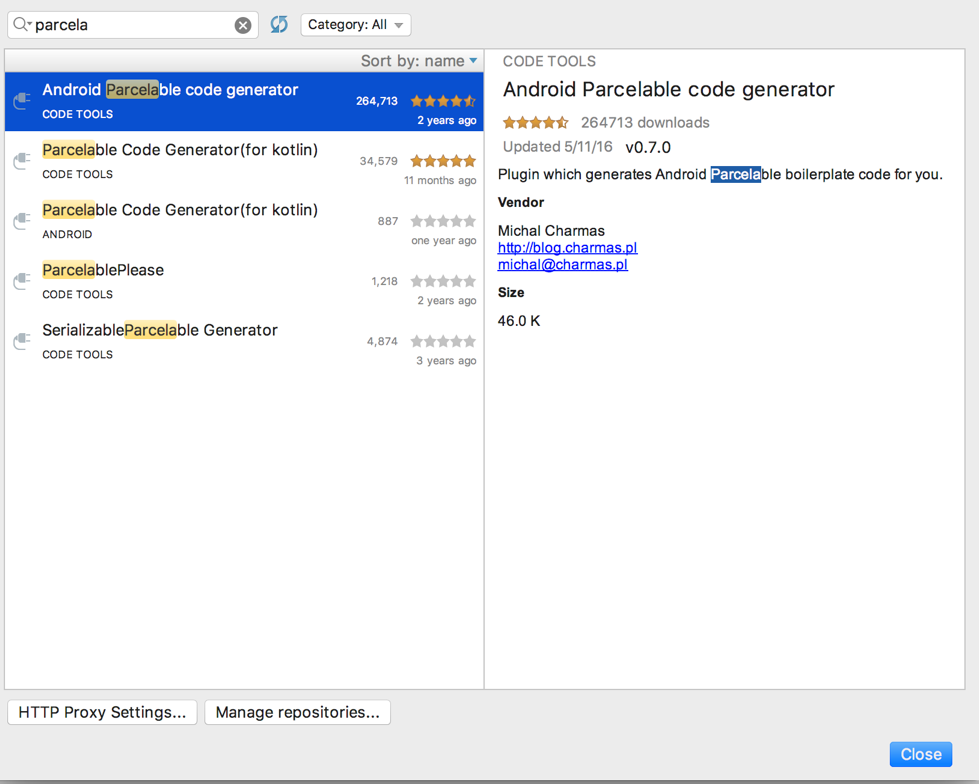 parcela
Category: All
Sort by: name
Android Parcelable code generator
264,713
CODE TOOLS
2 years ago
Parcelable Code Generator(for kotlin)
34,579
CODE TOOLS
11 months ago
Parcelable Code Generator(for kotlin)
887
ANDROID
one year ago
ParcelablePlease
1,218
CODE TOOLS
2 years ago
SerializableParcelable Generator
4,874
CODE TOOLS
3 years ago
CODE TOOLS
Android Parcelable code generator
264713 downloads
Updated 5/11/16 v0.7.0
Plugin which generates Android Parcelable boilerplate code for you.
Vendor
Michal Charmas
http://blog.charmas.pl
michal@charmas.pl
Size
46.0 K
HTTP Proxy Settings...
Manage repositories...
Close